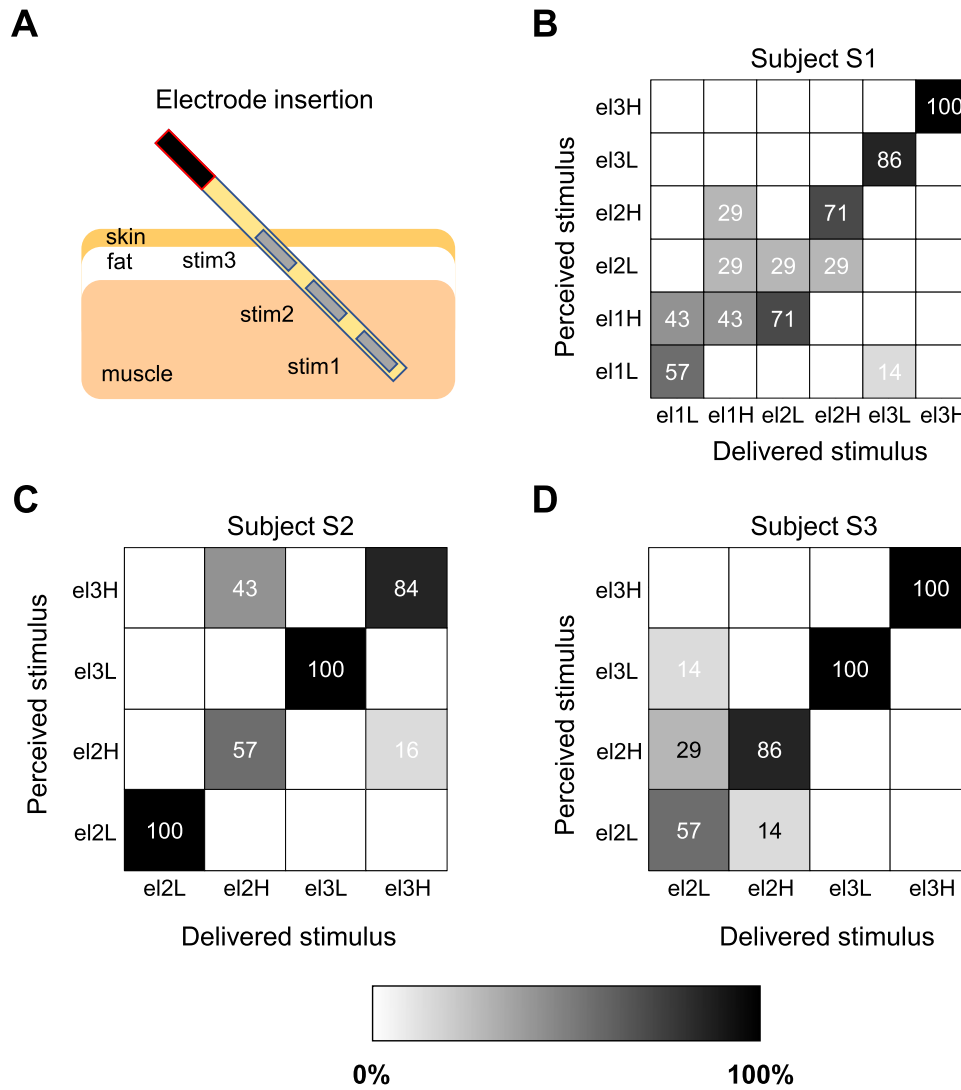 A
Electrode insertion
skin
fat
stim3
stim2
stim1
muscle
B
Subject S1
Perceived stimulus
el3H
100
el3L
86
el2H
29
71
el2L
29
29
29
el1H
43
43
71
el1L
57
14
el1L
el1H
el2L
el2H
el3L
el3H
Delivered stimulus
C
Subject S2
Perceived stimulus
el3H
43
84
el3L
100
el2H
57
16
el2L
100
el2L
el2H
el3L
el3H
Delivered stimulus
D
Subject S3
Perceived stimulus
el3H
100
el3L
14
100
el2H
29
86
el2L
57
14
el2L
el2H
el3L
el3H
Delivered stimulus
0%
100%